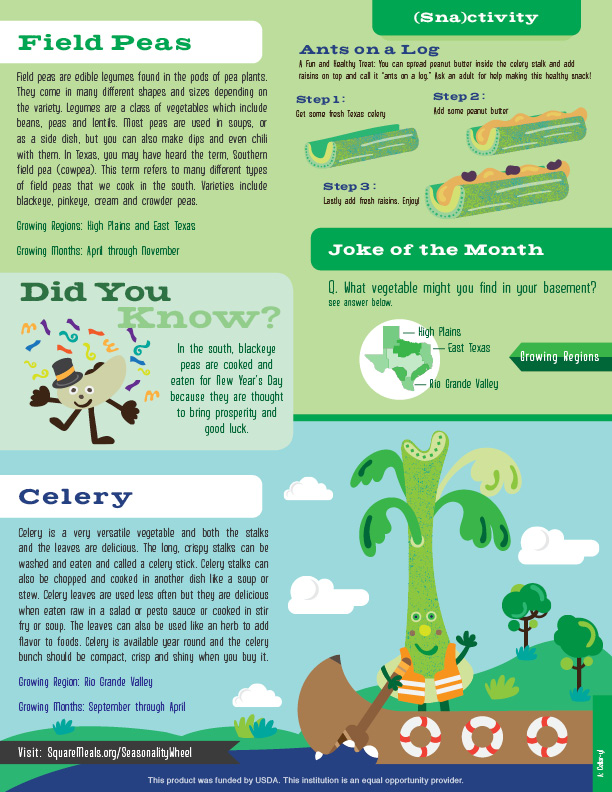 Field Peas
Field peas are edible legumes found in the pods of pea plants.
They come in many different shapes and sizes depending on
the variety. Legumes are a class of vegetables which include
beans, peas and lentils. Most peas are used in soups, or
as a side dish, but you can also make dips and even chili
with them. In Texas, you may have heard the term, Southern
field pea (cowpea). This term refers to many different types
of field peas that we cook in the south. Varieties include
blackeye, pinkeye, cream and crowder peas.
Growing Regions: High Plains and East Texas
Growing Months: April through November
Did You
Know?
In the south, blackeye
peas are cooked and
eaten for New Year's Day
because they are thought
to bring prosperity and
good luck.
Celery
Celery is a very versatile vegetable and both the stalks
and the leaves are delicious. The long, crispy stalks can be
washed and eaten and called a celery stick. Celery stalks can
also be chopped and cooked in another dish like a soup or
stew. Celery leaves are used less often but they are delicious
when eaten raw in a salad or pesto sauce or cooked in stir
fry or soup. The leaves can also be used like an herb to add
flavor to foods. Celery is available year round and the celery
bunch should be compact, crisp and shiny when you buy it.
Growing Region: Rio Grande Valley
Growing Months: September through April
Visit: SquareMeals.org/SeasonalityWheel
(Sna)ctivity
Ants on a Log
A Fun and Healthy Treat: You can spread peanut butter inside the celery stalk and add
raisins on top and call it "ants on a log." Ask an adult for help making this healthy snack!
Step 1:
Get some fresh Texas celery
Step 2:
Add some peanut butter
Step 3:
Lastly add fresh raisins. Enjoy!
Joke of the Month
Q. What vegetable might you find in your basement?
see answer below.
High Plains
East Texas
Rio Grande Valley
Growing Regions
This product was funded by USDA. This institution is an equal opportunity provider.